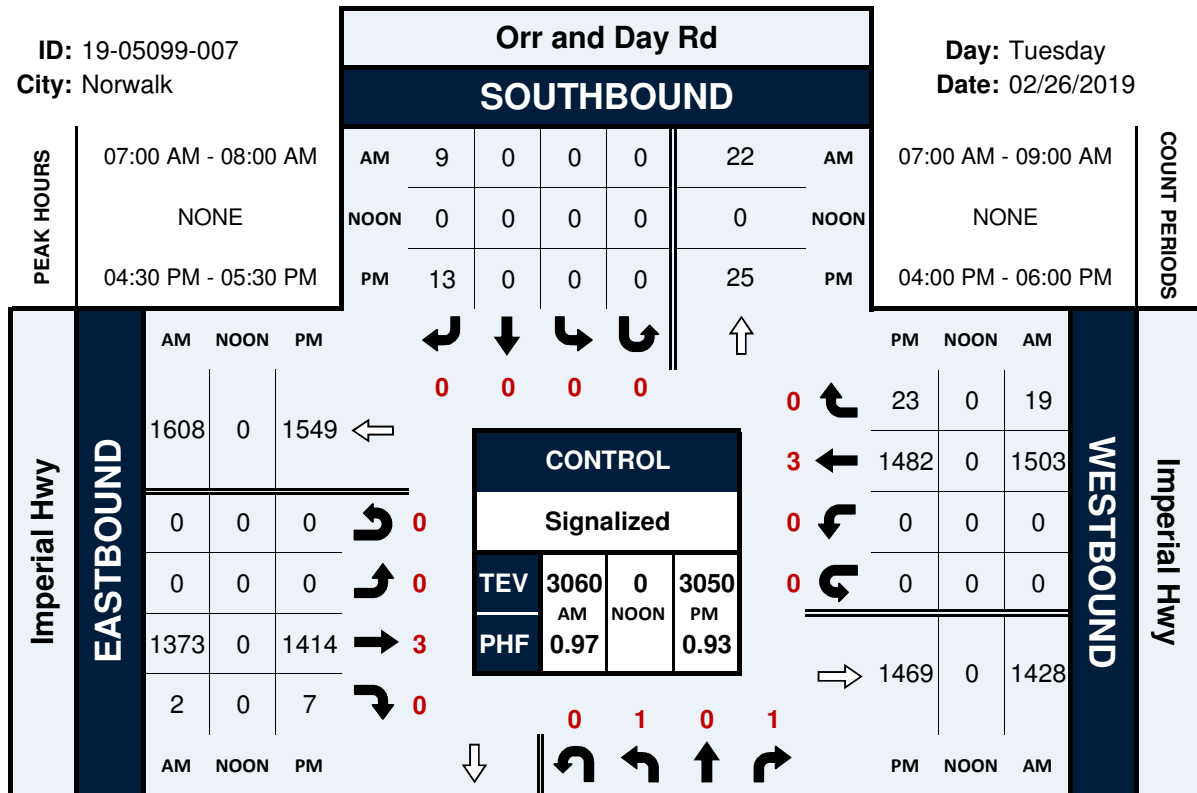 ID: 19-05099-007
City: Norwalk
Orr and Day Rd
SOUTHBOUND
Day: Tuesday
Date: 02/26/2019
PEAK HOURS
07:00 AM - 08:00 AM
NONE
04:30 PM - 05:30 PM
AM 9 0 0 0 22 AM
NOON 0 0 0 0 0 NOON
PM 13 0 0 0 25 PM
07:00 AM - 09:00 AM
NONE
04:00 PM - 06:00 PM
COUNT PERIODS
0 0 0 0
Imperial Hwy
EASTBOUND
AM NOON PM
1608 0 1549
0 0 0 0
0 0 0 0
1373 0 1414 3
2 0 7 0
AM NOON PM
CONTROL
Signalized
TEV 3060 0 3050
AM NOON PM
PHF 0.97 0.93
PM NOON AM
0 23 0 19
3 1482 0 1503
0 0 0 0
0 0 0 0
1469 0 1428
PM NOON AM
WESTBOUND
Imperial Hwy
0 1 0 1